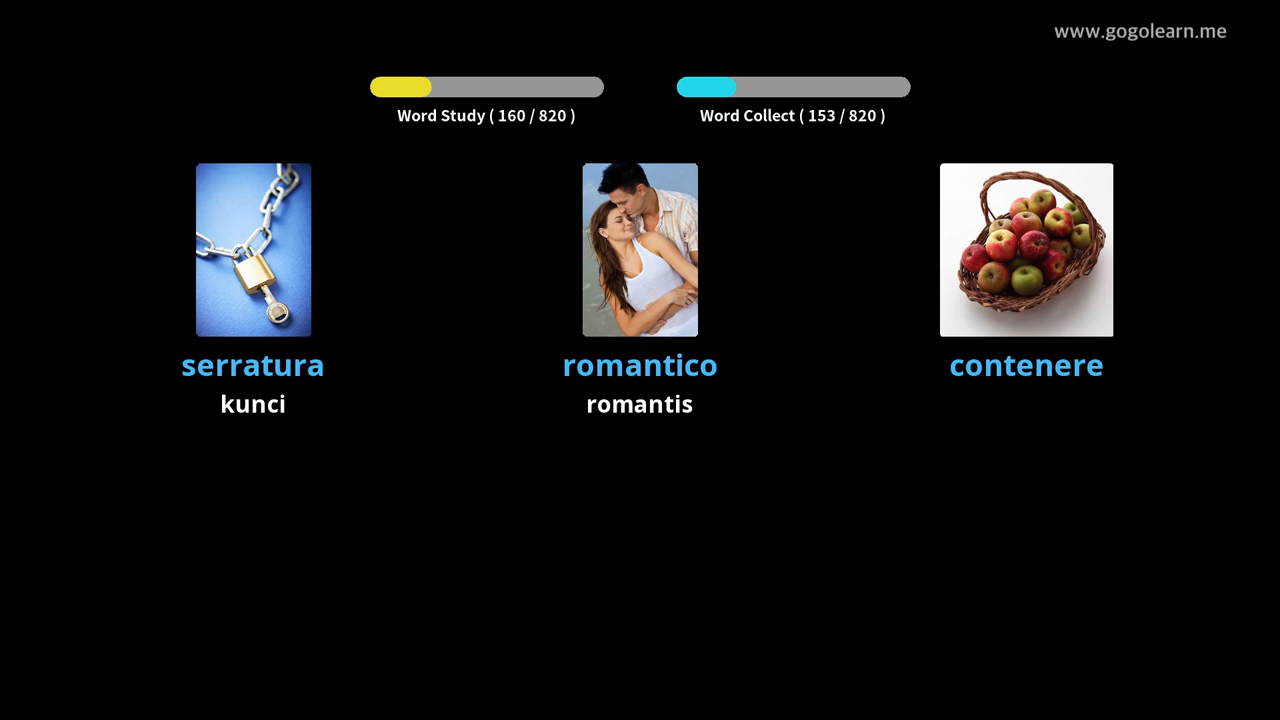 www.gogolearn.me
Word Study ( 160 / 820 )
Word Collect ( 153 / 820 )
serratura
kunci
romantico
romantis
contenere